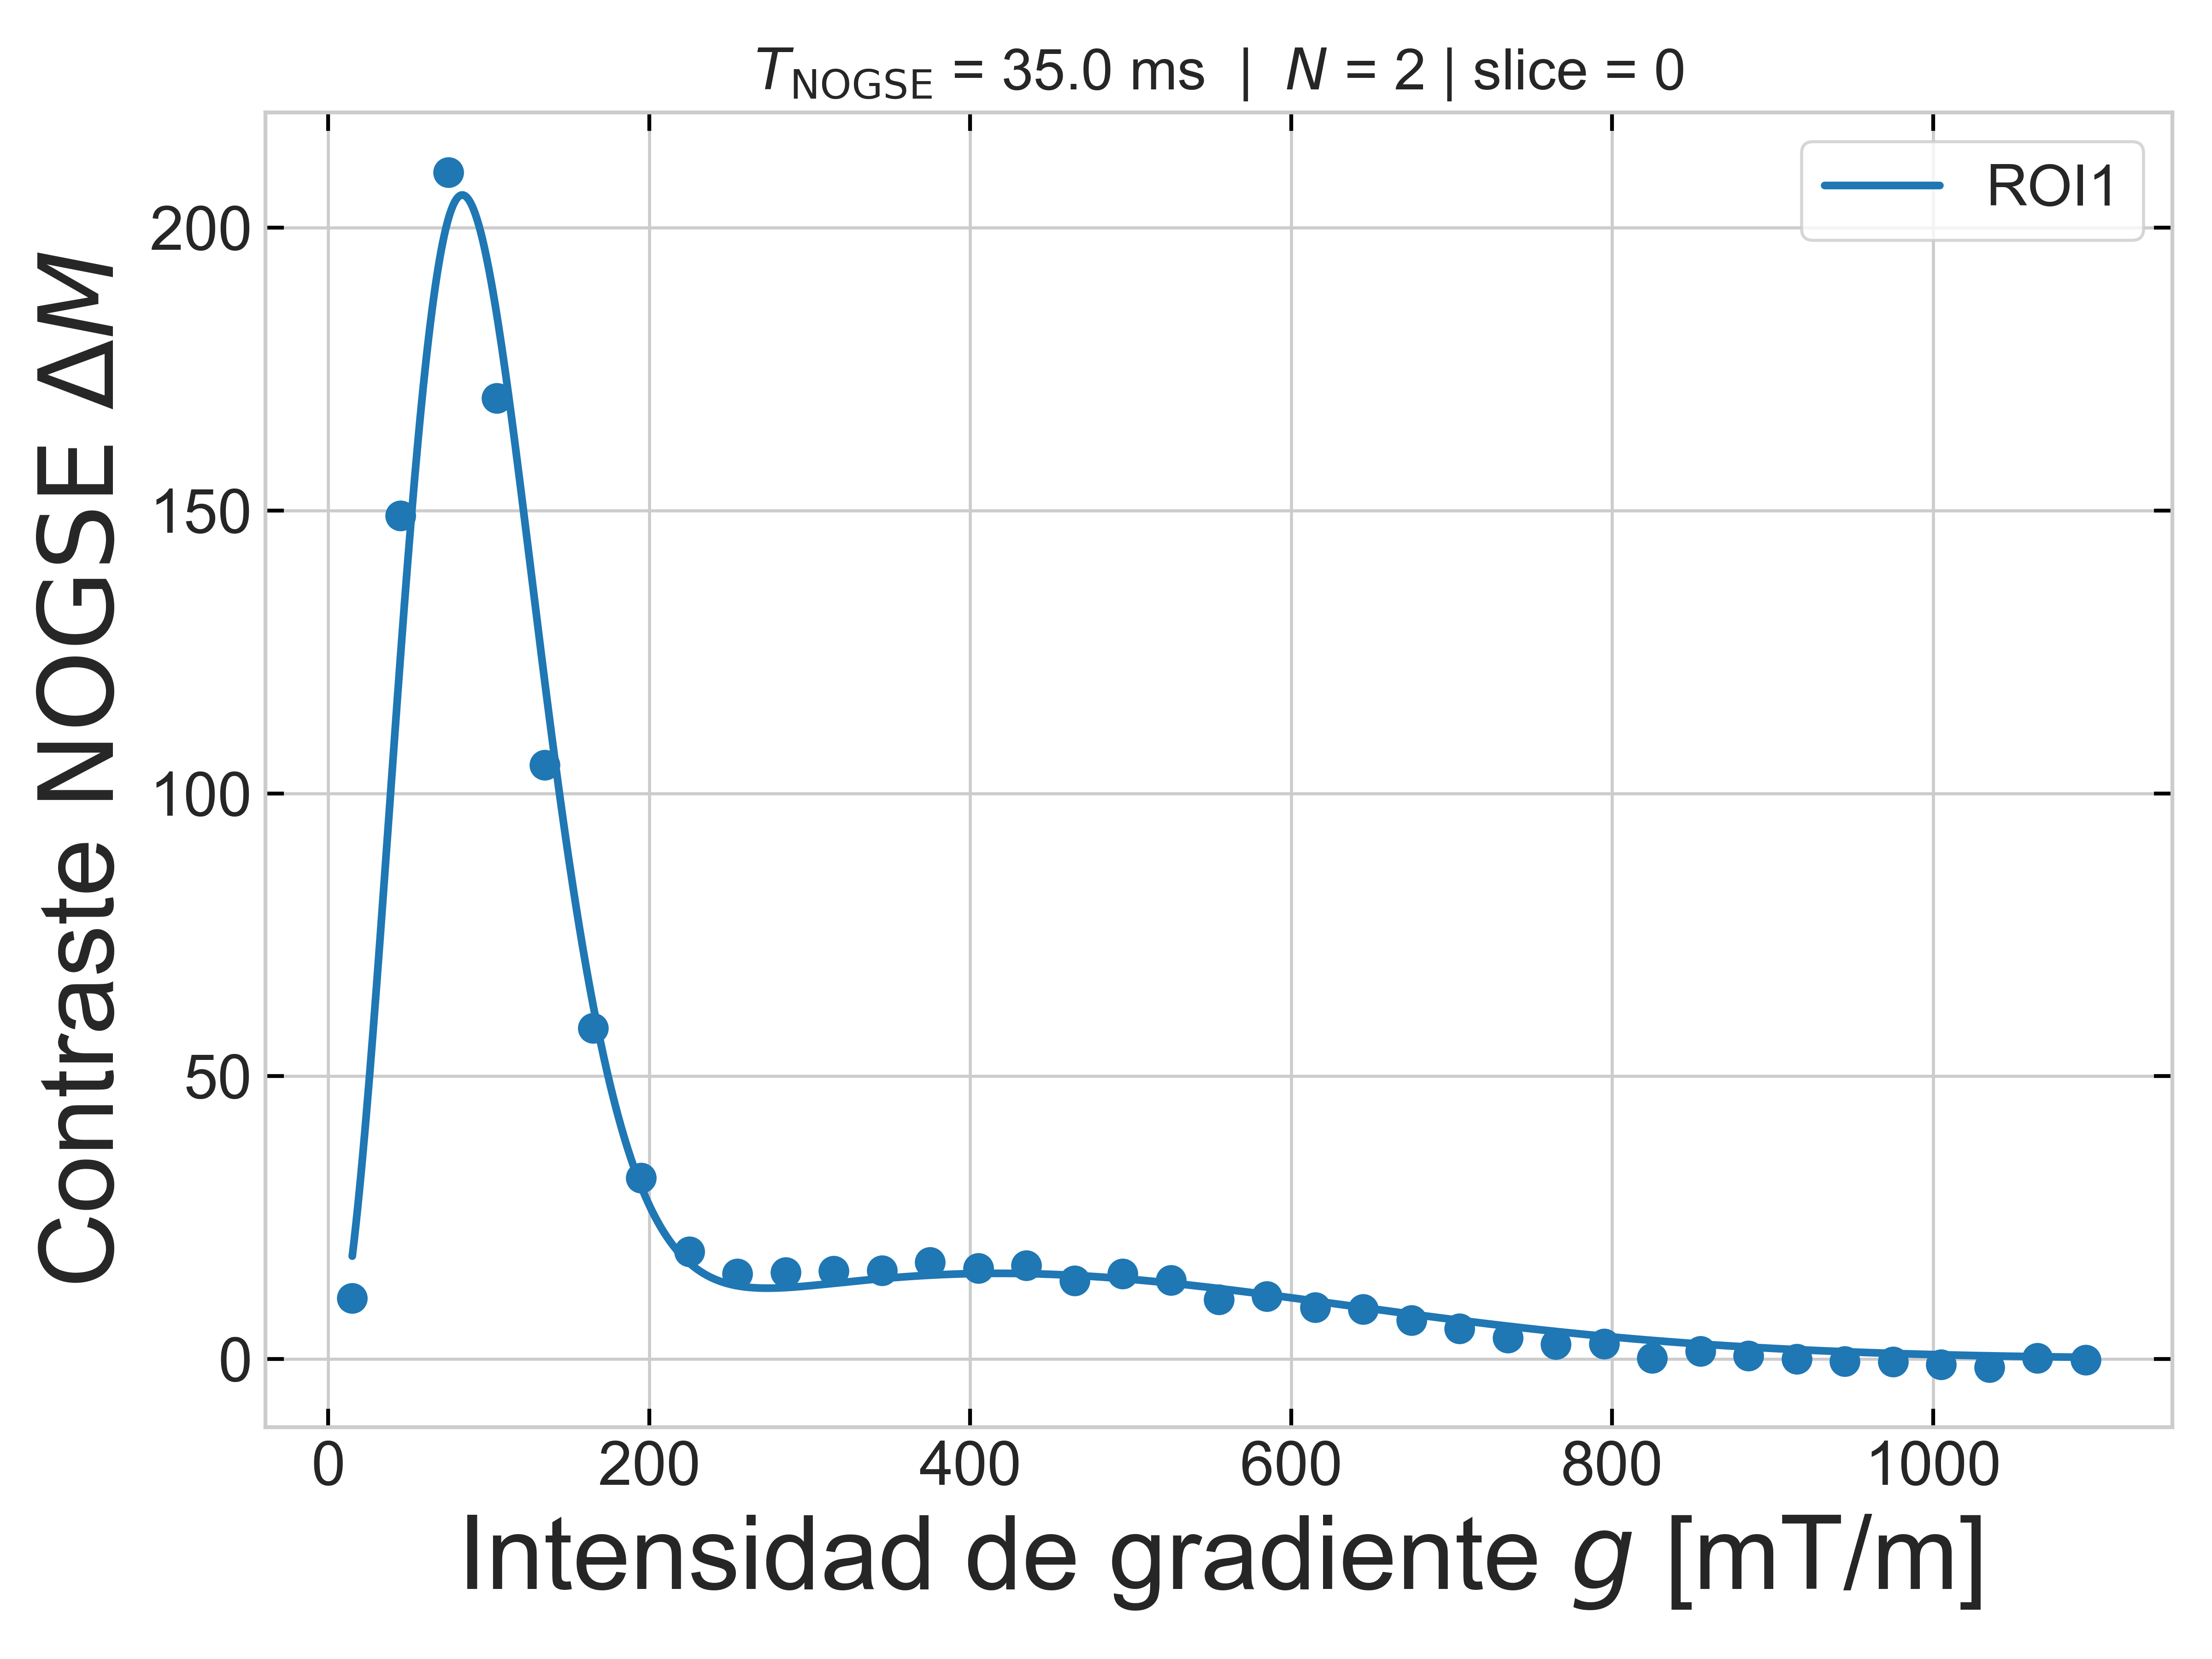 T_NOGSE = 35.0 ms | N = 2 | slice = 0
ROI1
Contraste NOGSE ΔM
200
150
100
50
0
0 200 400 600 800 1000
Intensidad de gradiente g [mT/m]